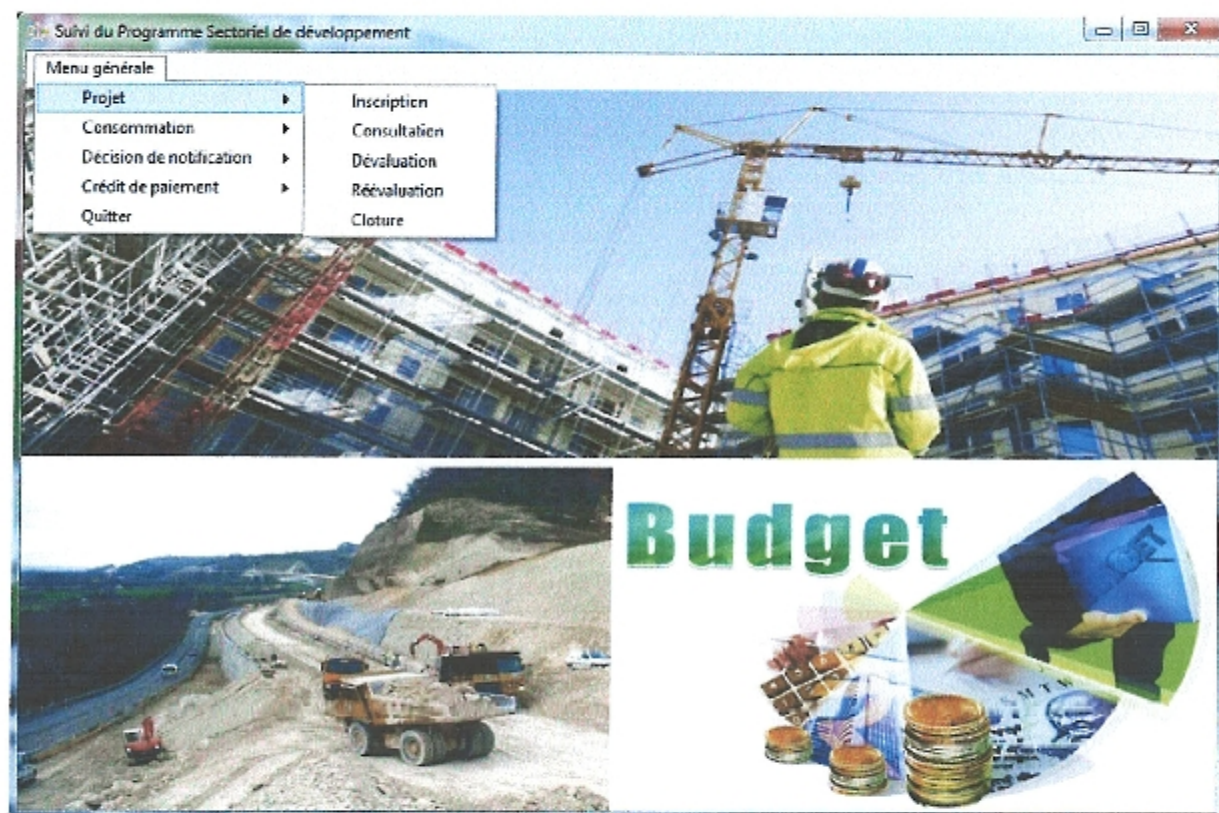 Suivi du Programme Sectoriel de développement
Menu générale
Projet
Consommation
Décision de notification
Crédit de paiement
Quitter
Inscription
Consultation
Dévaluation
Réévaluation
Cloture
Budget
M T W